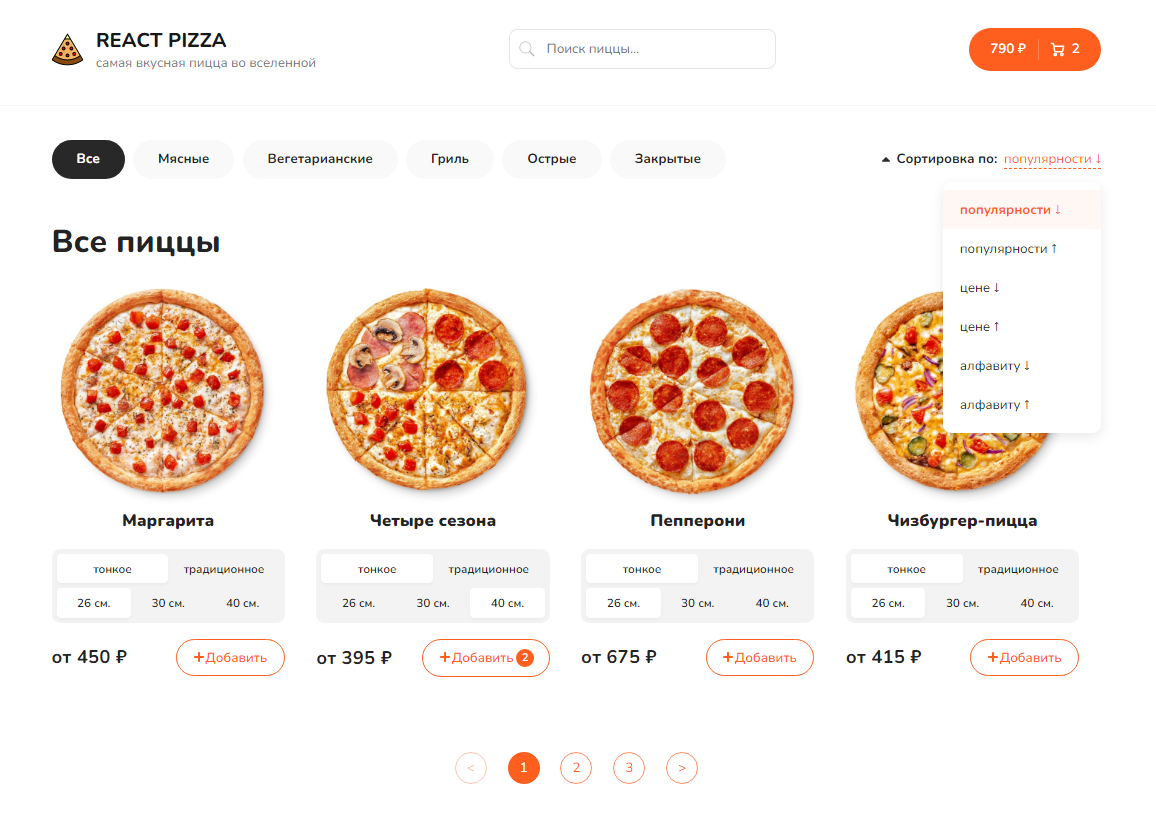 REACT PIZZA
самая вкусная пицца во вселенной
Поиск пиццы...
790 ₽ 2
Все Мясные Вегетарианские Гриль Острые Закрытые
Сортировка по: популярности ↓
популярности ↓
популярности ↑
цене ↓
цене ↑
алфавиту ↓
алфавиту ↑
Все пиццы
Маргарита Четыре сезона Пепперони Чизбургер-пицца
тонкое традиционное тонкое традиционное тонкое традиционное тонкое традиционное
26 см. 30 см. 40 см. 26 см. 30 см. 40 см. 26 см. 30 см. 40 см. 26 см. 30 см. 40 см.
от 450 ₽ +Добавить от 395 ₽ +Добавить 2 от 675 ₽ +Добавить от 415 ₽ +Добавить
< 1 2 3 >